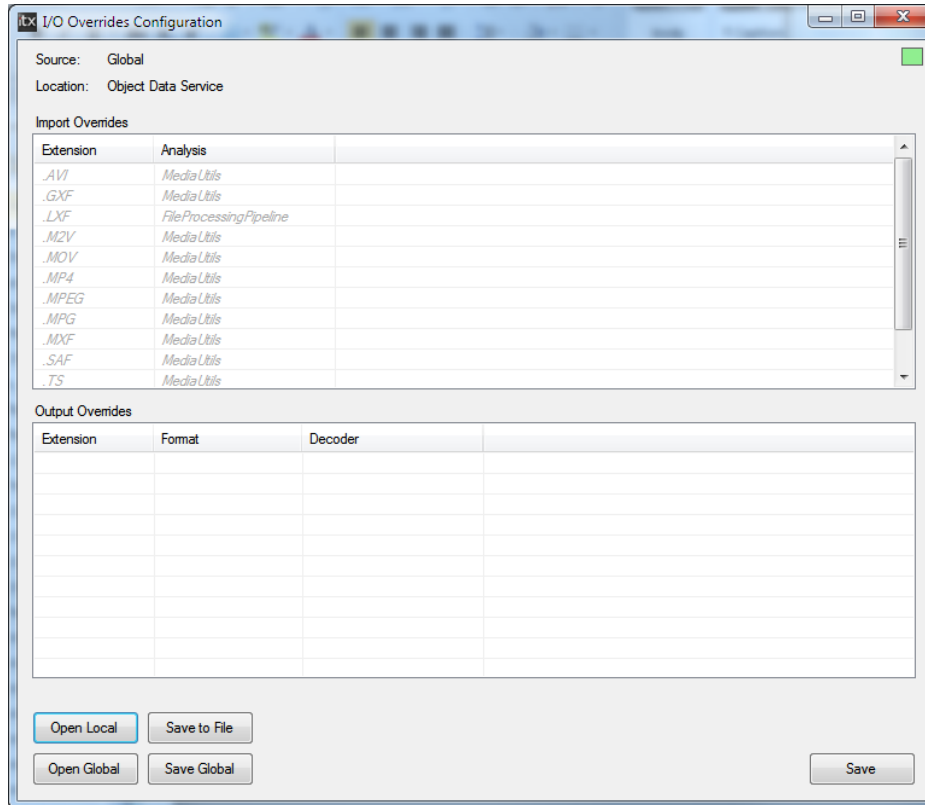 itx I/O Overrides Configuration
Source: Global
Location: Object Data Service
Import Overrides
Extension Analysis
.AVI MediaUtils
.GXF MediaUtils
.LXF FileProcessingPipeline
.M2V MediaUtils
.MOV MediaUtils
.MP4 MediaUtils
.MPEG MediaUtils
.MPG MediaUtils
.MXF MediaUtils
.SAF MediaUtils
.TS MediaUtils
Output Overrides
Extension Format Decoder
Open Local Save to File
Open Global Save Global Save